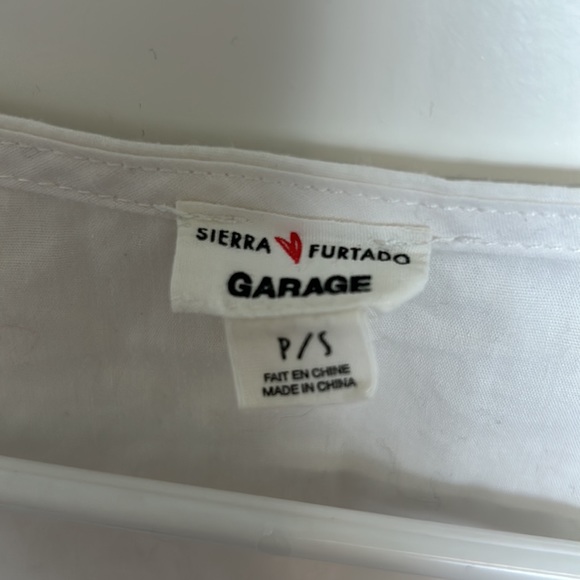 SIERRA FURTADO
GARAGE
P/S
FAIT EN CHINE
MADE IN CHINA